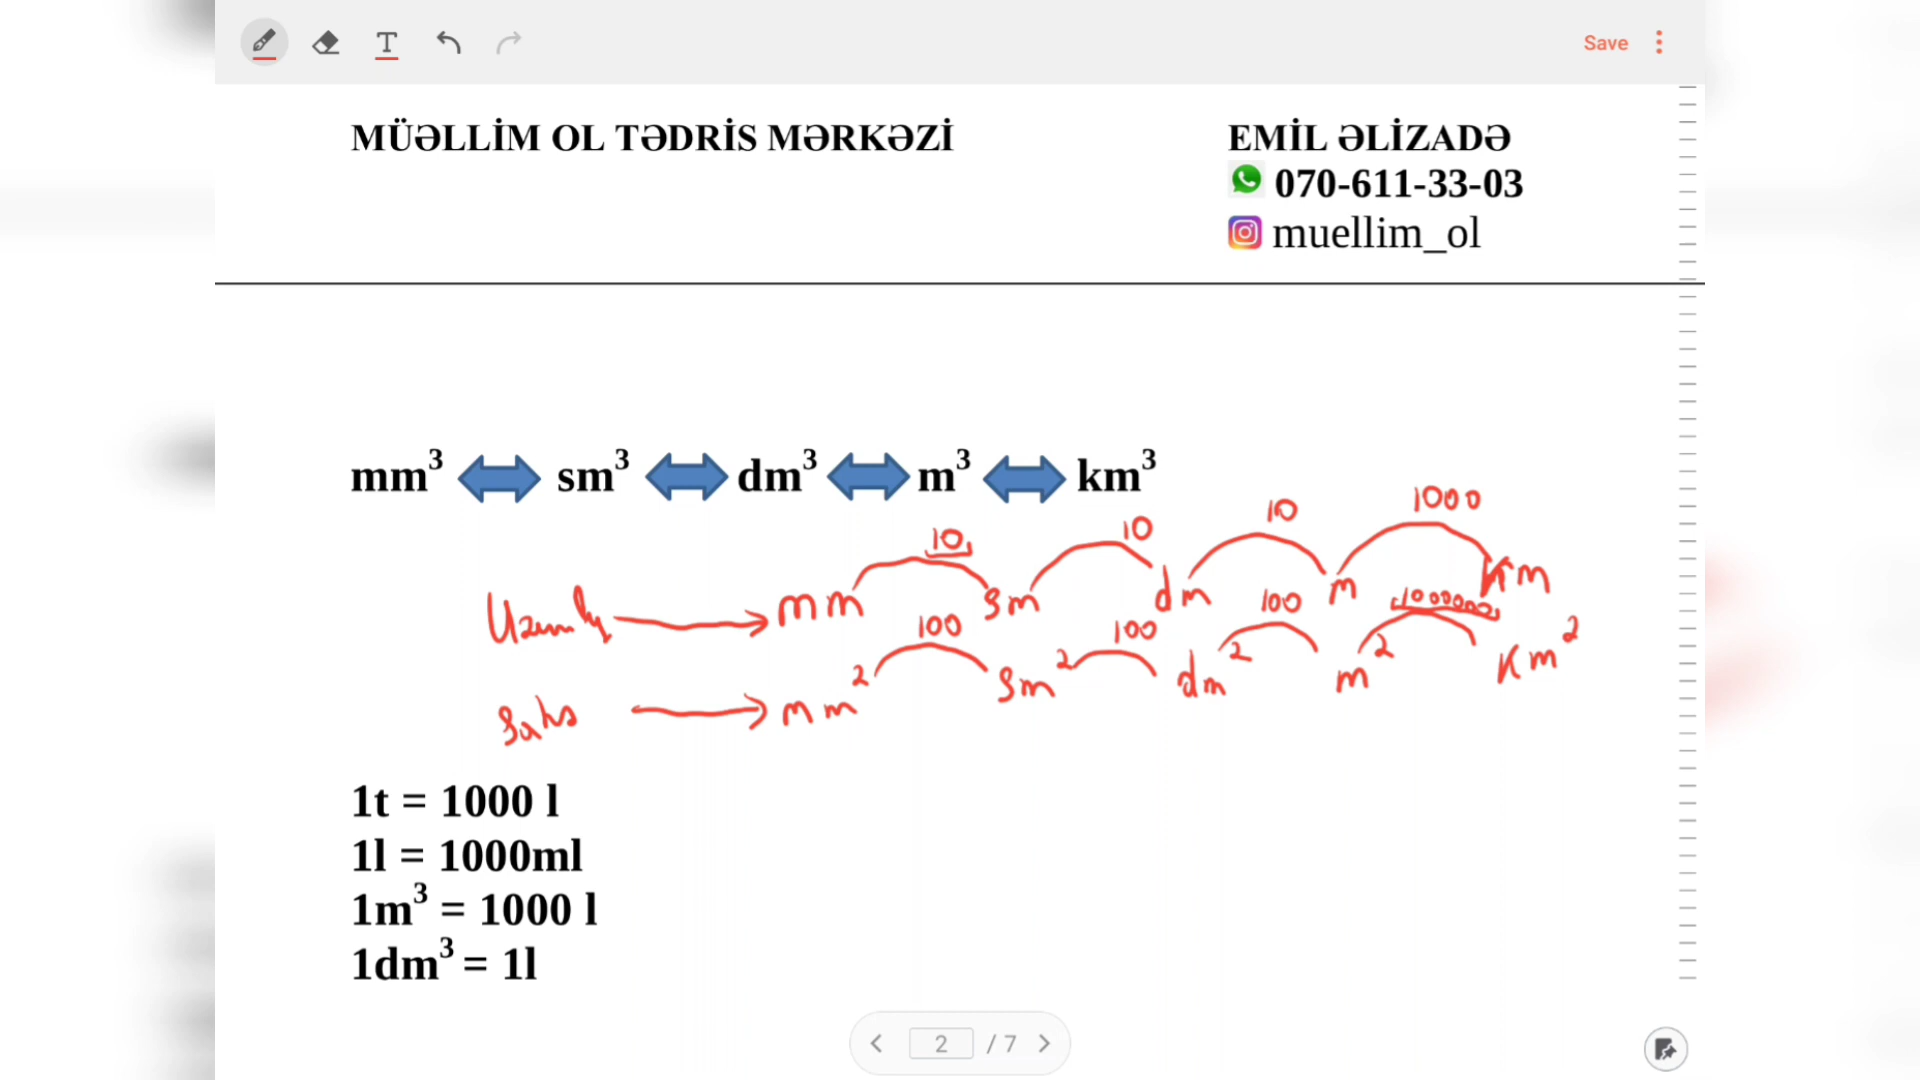 Save
MÜƏLLİM OL TƏDRİS MƏRKƏZİ
EMİL ƏLİZADƏ
070-611-33-03
muellim_ol
mm³ sm³ dm³ m³ km³
10 10 10 1000
Uzunluq mm sm dm m km
100 100 100 1000000
Sahə mm² sm² dm² m² km²
1t = 1000 l
1l = 1000ml
1m³ = 1000 l
1dm³ = 1l
2 / 7